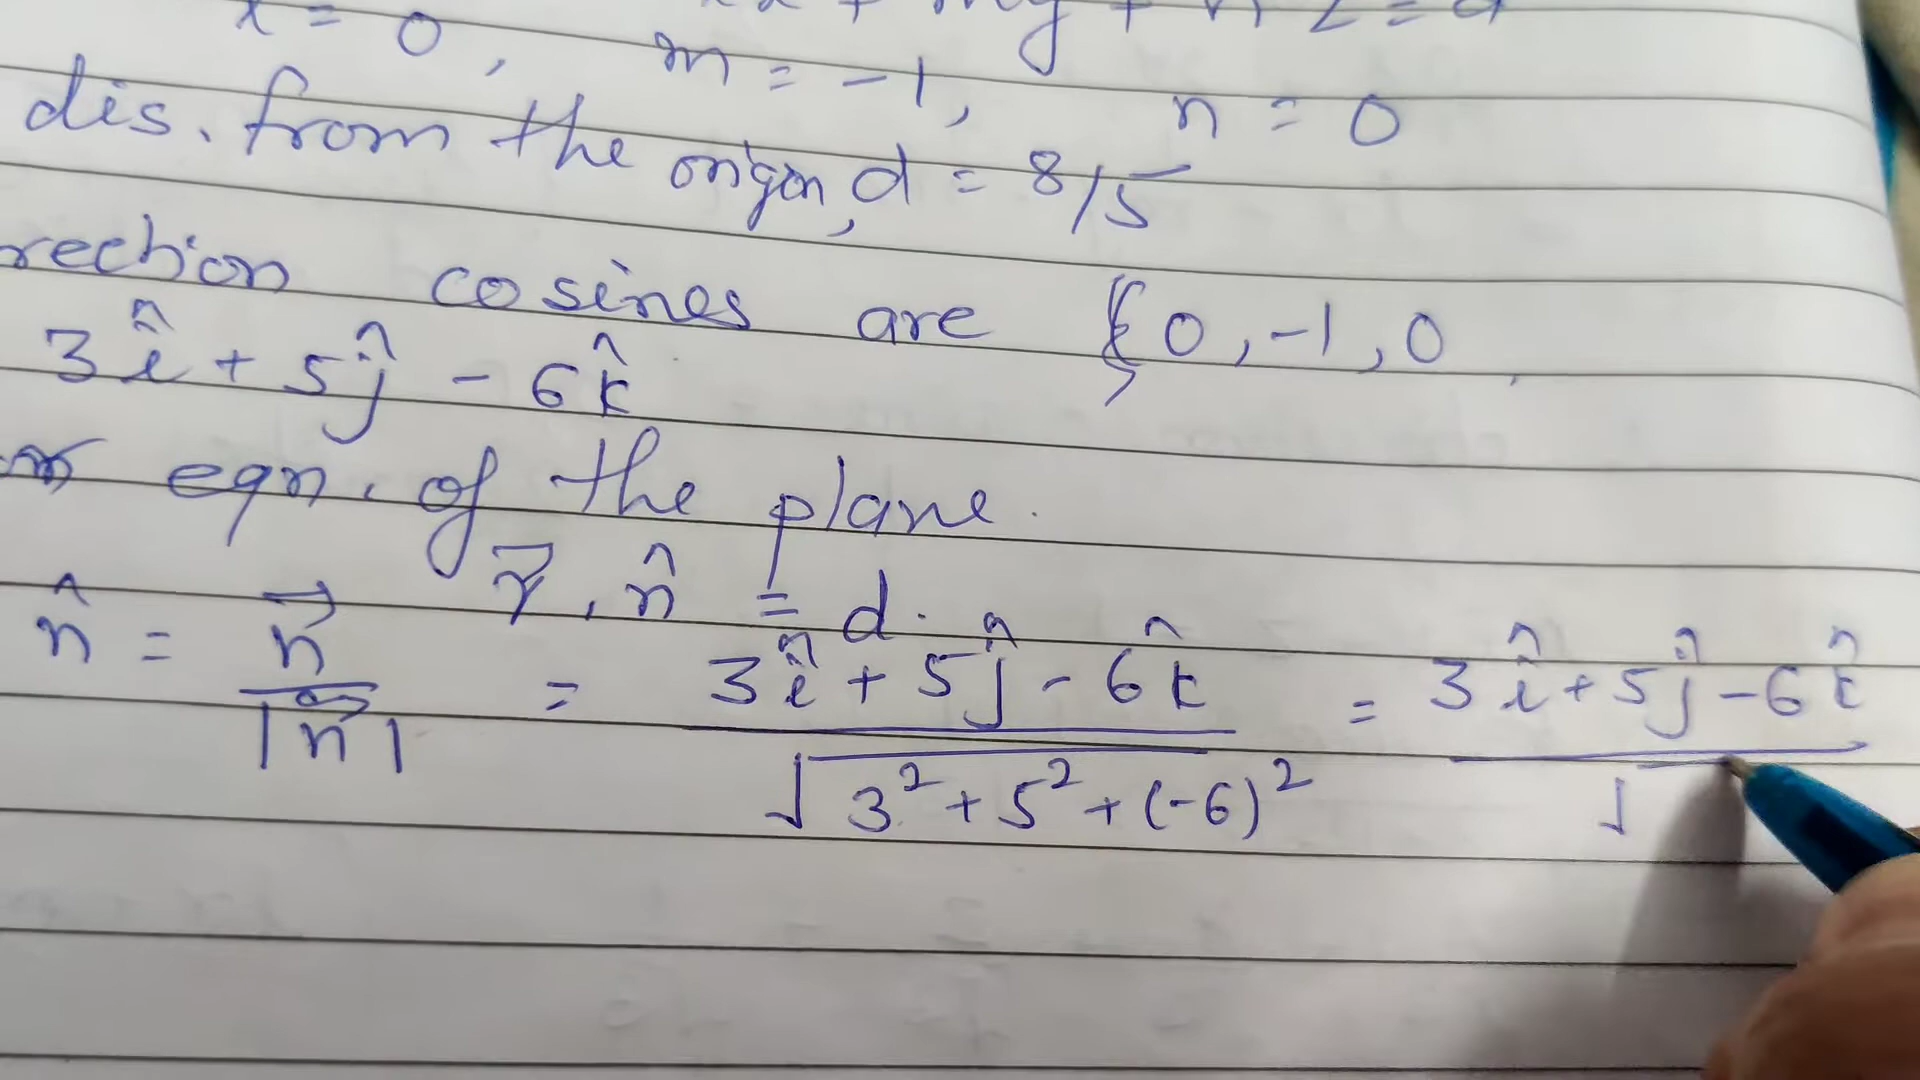 = 0, m = -1, n = 0
dis. from the origin, d = 8/5
rection cosines are 0, -1, 0
3î + 5ĵ - 6k̂
eqn. of the plane.
r⃗ . n̂ = d.
n̂ = n⃗ / |n⃗| = 3î + 5ĵ - 6k̂ / √3² + 5² + (-6)² = 3î + 5ĵ - 6k̂ / √